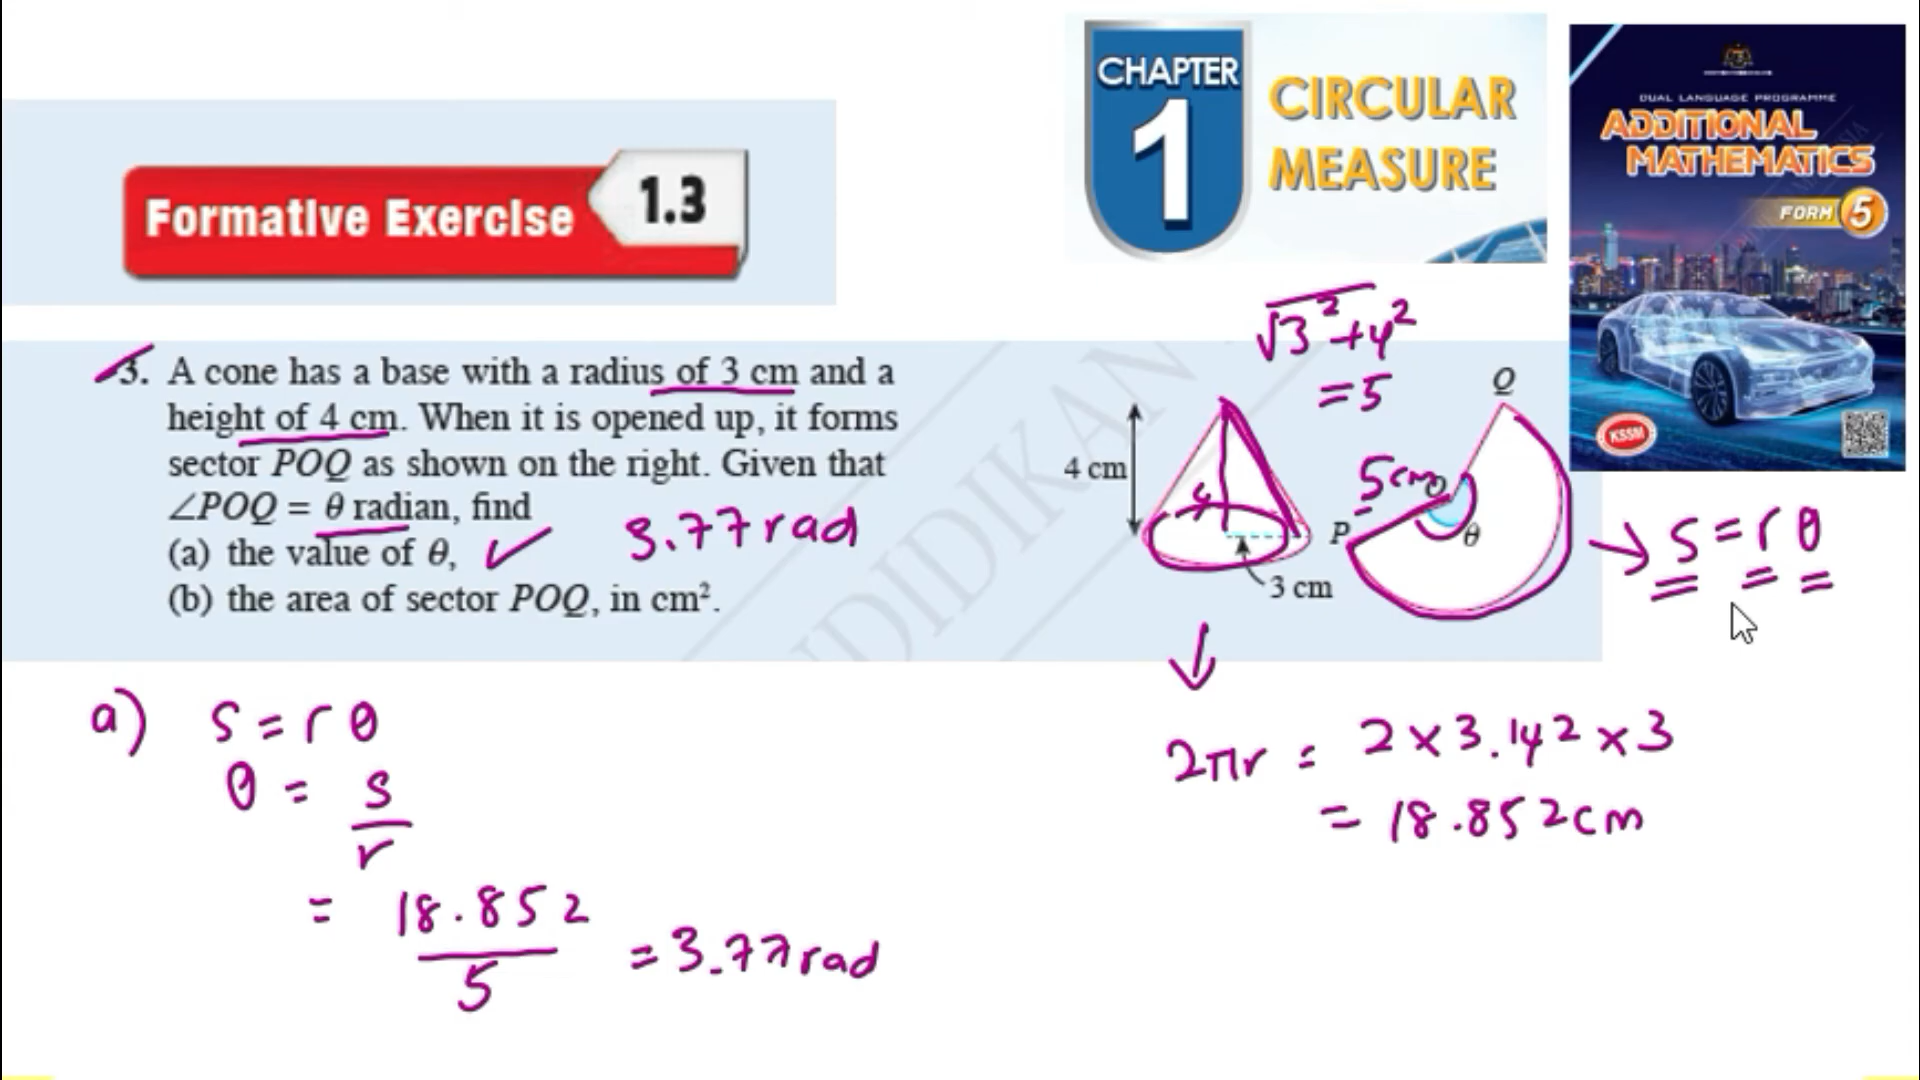 CHAPTER
1
CIRCULAR
MEASURE
DUAL LANGUAGE PROGRAMME
ADDITIONAL
MATHEMATICS
FORM 5
KSSM
Formative Exercise 1.3
3. A cone has a base with a radius of 3 cm and a
height of 4 cm. When it is opened up, it forms
sector POQ as shown on the right. Given that
∠POQ = θ radian, find
(a) the value of θ,
(b) the area of sector POQ, in cm².
3.77 rad
√3²+4²
= 5
4 cm
4
3 cm
Q
5cm
O
P
θ
s = r θ
DIDIKAN
a) s = r θ
θ = s
r
= 18.852
5
= 3.77 rad
2πr = 2 × 3.142 × 3
= 18.852 cm